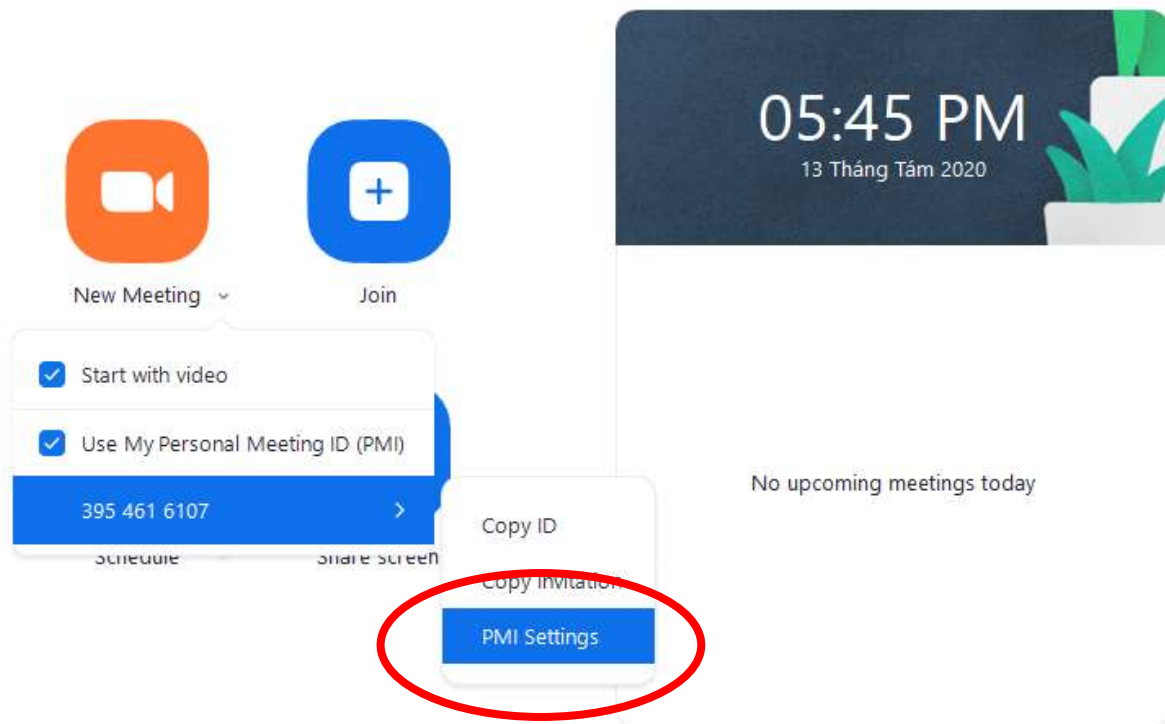 05:45 PM
13 Tháng Tám 2020
New Meeting
Join
Start with video
Use My Personal Meeting ID (PMI)
395 461 6107
Schedule
Share screen
Copy ID
Copy Invitation
PMI Settings
No upcoming meetings today